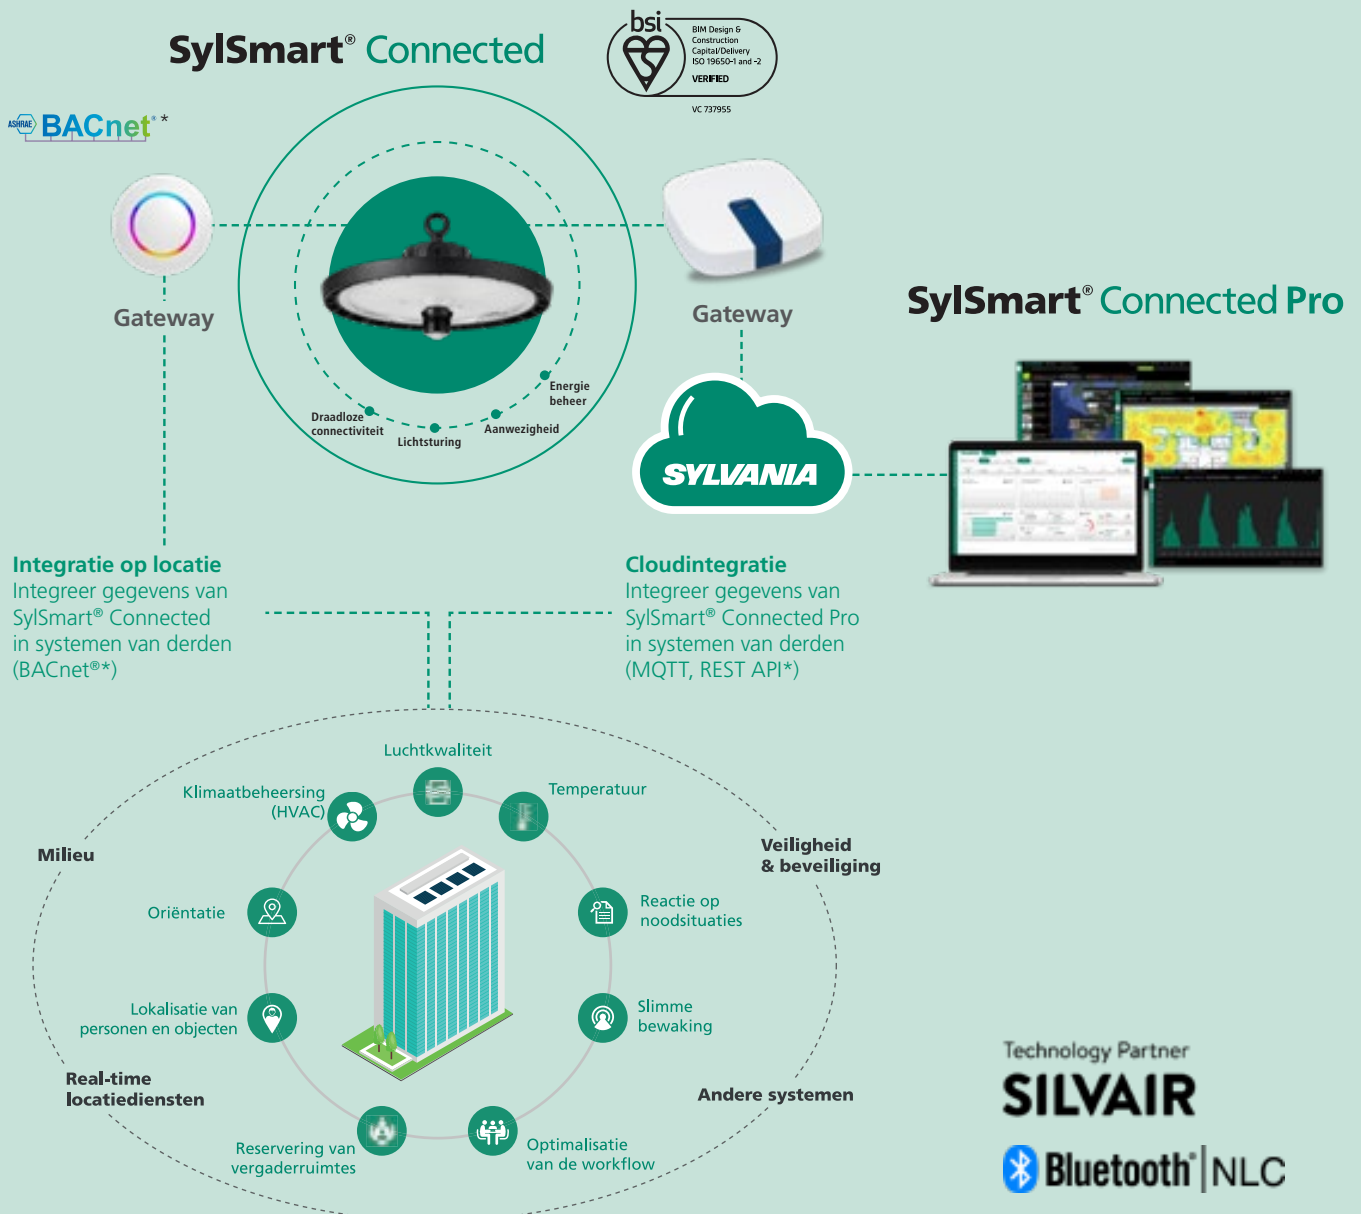 SylSmart® Connected
bsi
BIM Design &
Construction
Capital/Delivery
ISO 19650-1 and -2
VERIFIED
VC 737955
ASHRAE BACnet® *
Gateway
Gateway
SylSmart® Connected Pro
Energie
beheer
Draadloze
connectiviteit
Lichtsturing
Aanwezigheid
SYLVANIA
Integratie op locatie
Integreer gegevens van
SylSmart® Connected
in systemen van derden
(BACnet®*)
Cloudintegratie
Integreer gegevens van
SylSmart® Connected Pro
in systemen van derden
(MQTT, REST API*)
Luchtkwaliteit
Klimaatbeheersing
(HVAC)
Temperatuur
Milieu
Veiligheid
& beveiliging
Oriëntatie
Reactie op
noodsituaties
Lokalisatie van
personen en objecten
Slimme
bewaking
Real-time
locatiediensten
Andere systemen
Reservering van
vergaderruimtes
Optimalisatie
van de workflow
Technology Partner
SILVAIR
Bluetooth® | NLC